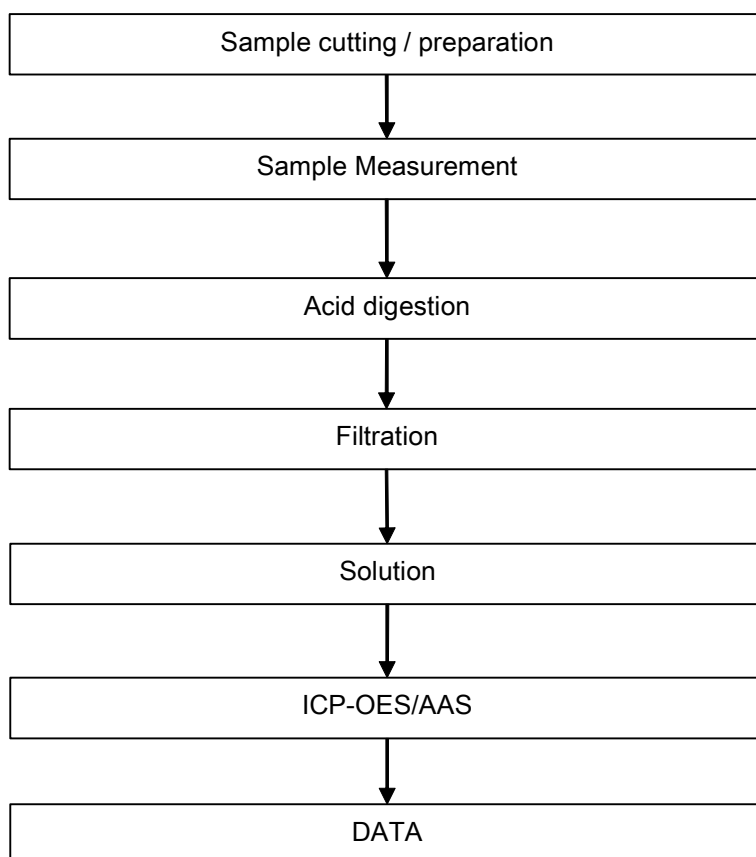 Sample cutting / preparation
Sample Measurement
Acid digestion
Filtration
Solution
ICP-OES/AAS
DATA